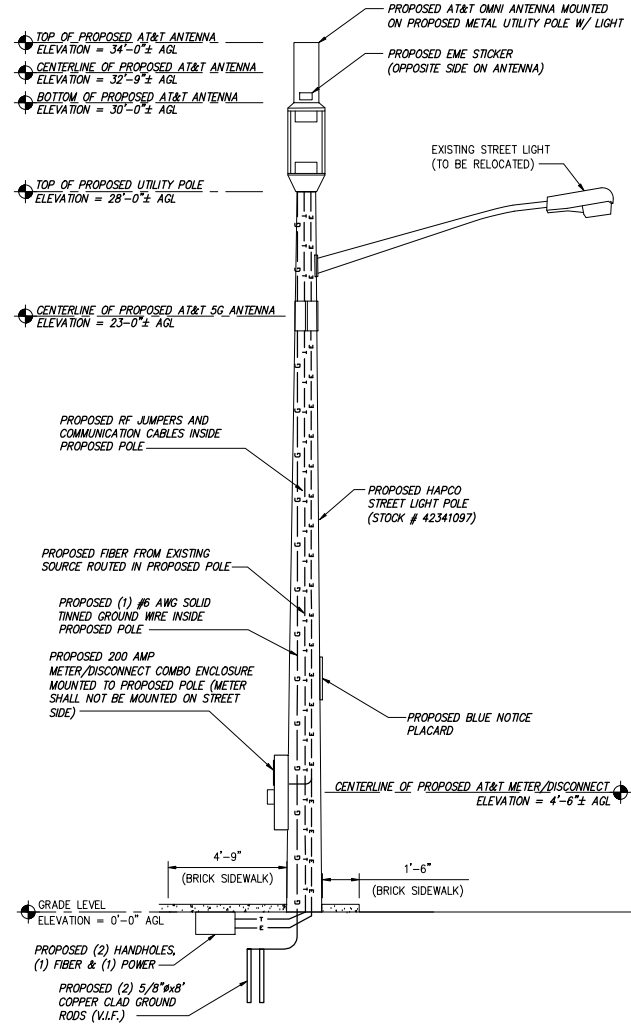 PROPOSED AT&T OMNI ANTENNA MOUNTED
ON PROPOSED METAL UTILITY POLE W/ LIGHT
TOP OF PROPOSED AT&T ANTENNA
ELEVATION = 34'-0"± AGL
PROPOSED EME STICKER
(OPPOSITE SIDE ON ANTENNA)
CENTERLINE OF PROPOSED AT&T ANTENNA
ELEVATION = 32'-9"± AGL
BOTTOM OF PROPOSED AT&T ANTENNA
ELEVATION = 30'-0"± AGL
EXISTING STREET LIGHT
(TO BE RELOCATED)
TOP OF PROPOSED UTILITY POLE
ELEVATION = 28'-0"± AGL
CENTERLINE OF PROPOSED AT&T 5G ANTENNA
ELEVATION = 23-0"± AGL
PROPOSED RF JUMPERS AND
COMMUNICATION CABLES INSIDE
PROPOSED POLE
PROPOSED HAPCO
STREET LIGHT POLE
(STOCK # 42341097)
PROPOSED FIBER FROM EXISTING
SOURCE ROUTED IN PROPOSED POLE
PROPOSED (1) #6 AWG SOLID
TINNED GROUND WIRE INSIDE
PROPOSED POLE
PROPOSED 200 AMP
METER/DISCONNECT COMBO ENCLOSURE
MOUNTED TO PROPOSED POLE (METER
SHALL NOT BE MOUNTED ON STREET
SIDE)
PROPOSED BLUE NOTICE
PLACARD
CENTERLINE OF PROPOSED AT&T METER/DISCONNECT
ELEVATION = 4'-6"± AGL
4'-9"
(BRICK SIDEWALK)
1'-6"
(BRICK SIDEWALK)
GRADE LEVEL
ELEVATION = 0'-0" AGL
T
E
PROPOSED (2) HANDHOLES,
(1) FIBER & (1) POWER
PROPOSED (2) 5/8"øx8'
COPPER CLAD GROUND
RODS (V.I.F.)